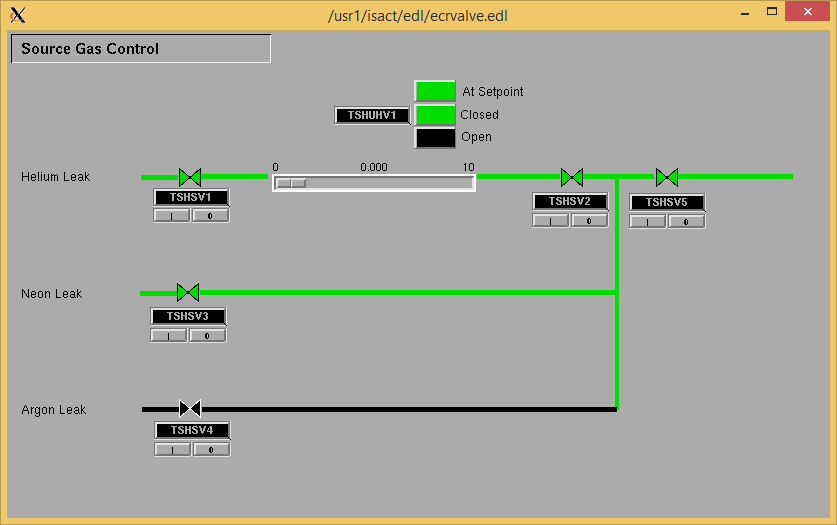 /usr1/isact/edl/ecrvalve.edl
Source Gas Control
At Setpoint
TSHUHV1 Closed
Open
Helium Leak 0 0.000 10
TSHSV1 TSHSV2 TSHSV5
| 0 | 0 | 0
Neon Leak
TSHSV3
| 0
Argon Leak
TSHSV4
| 0